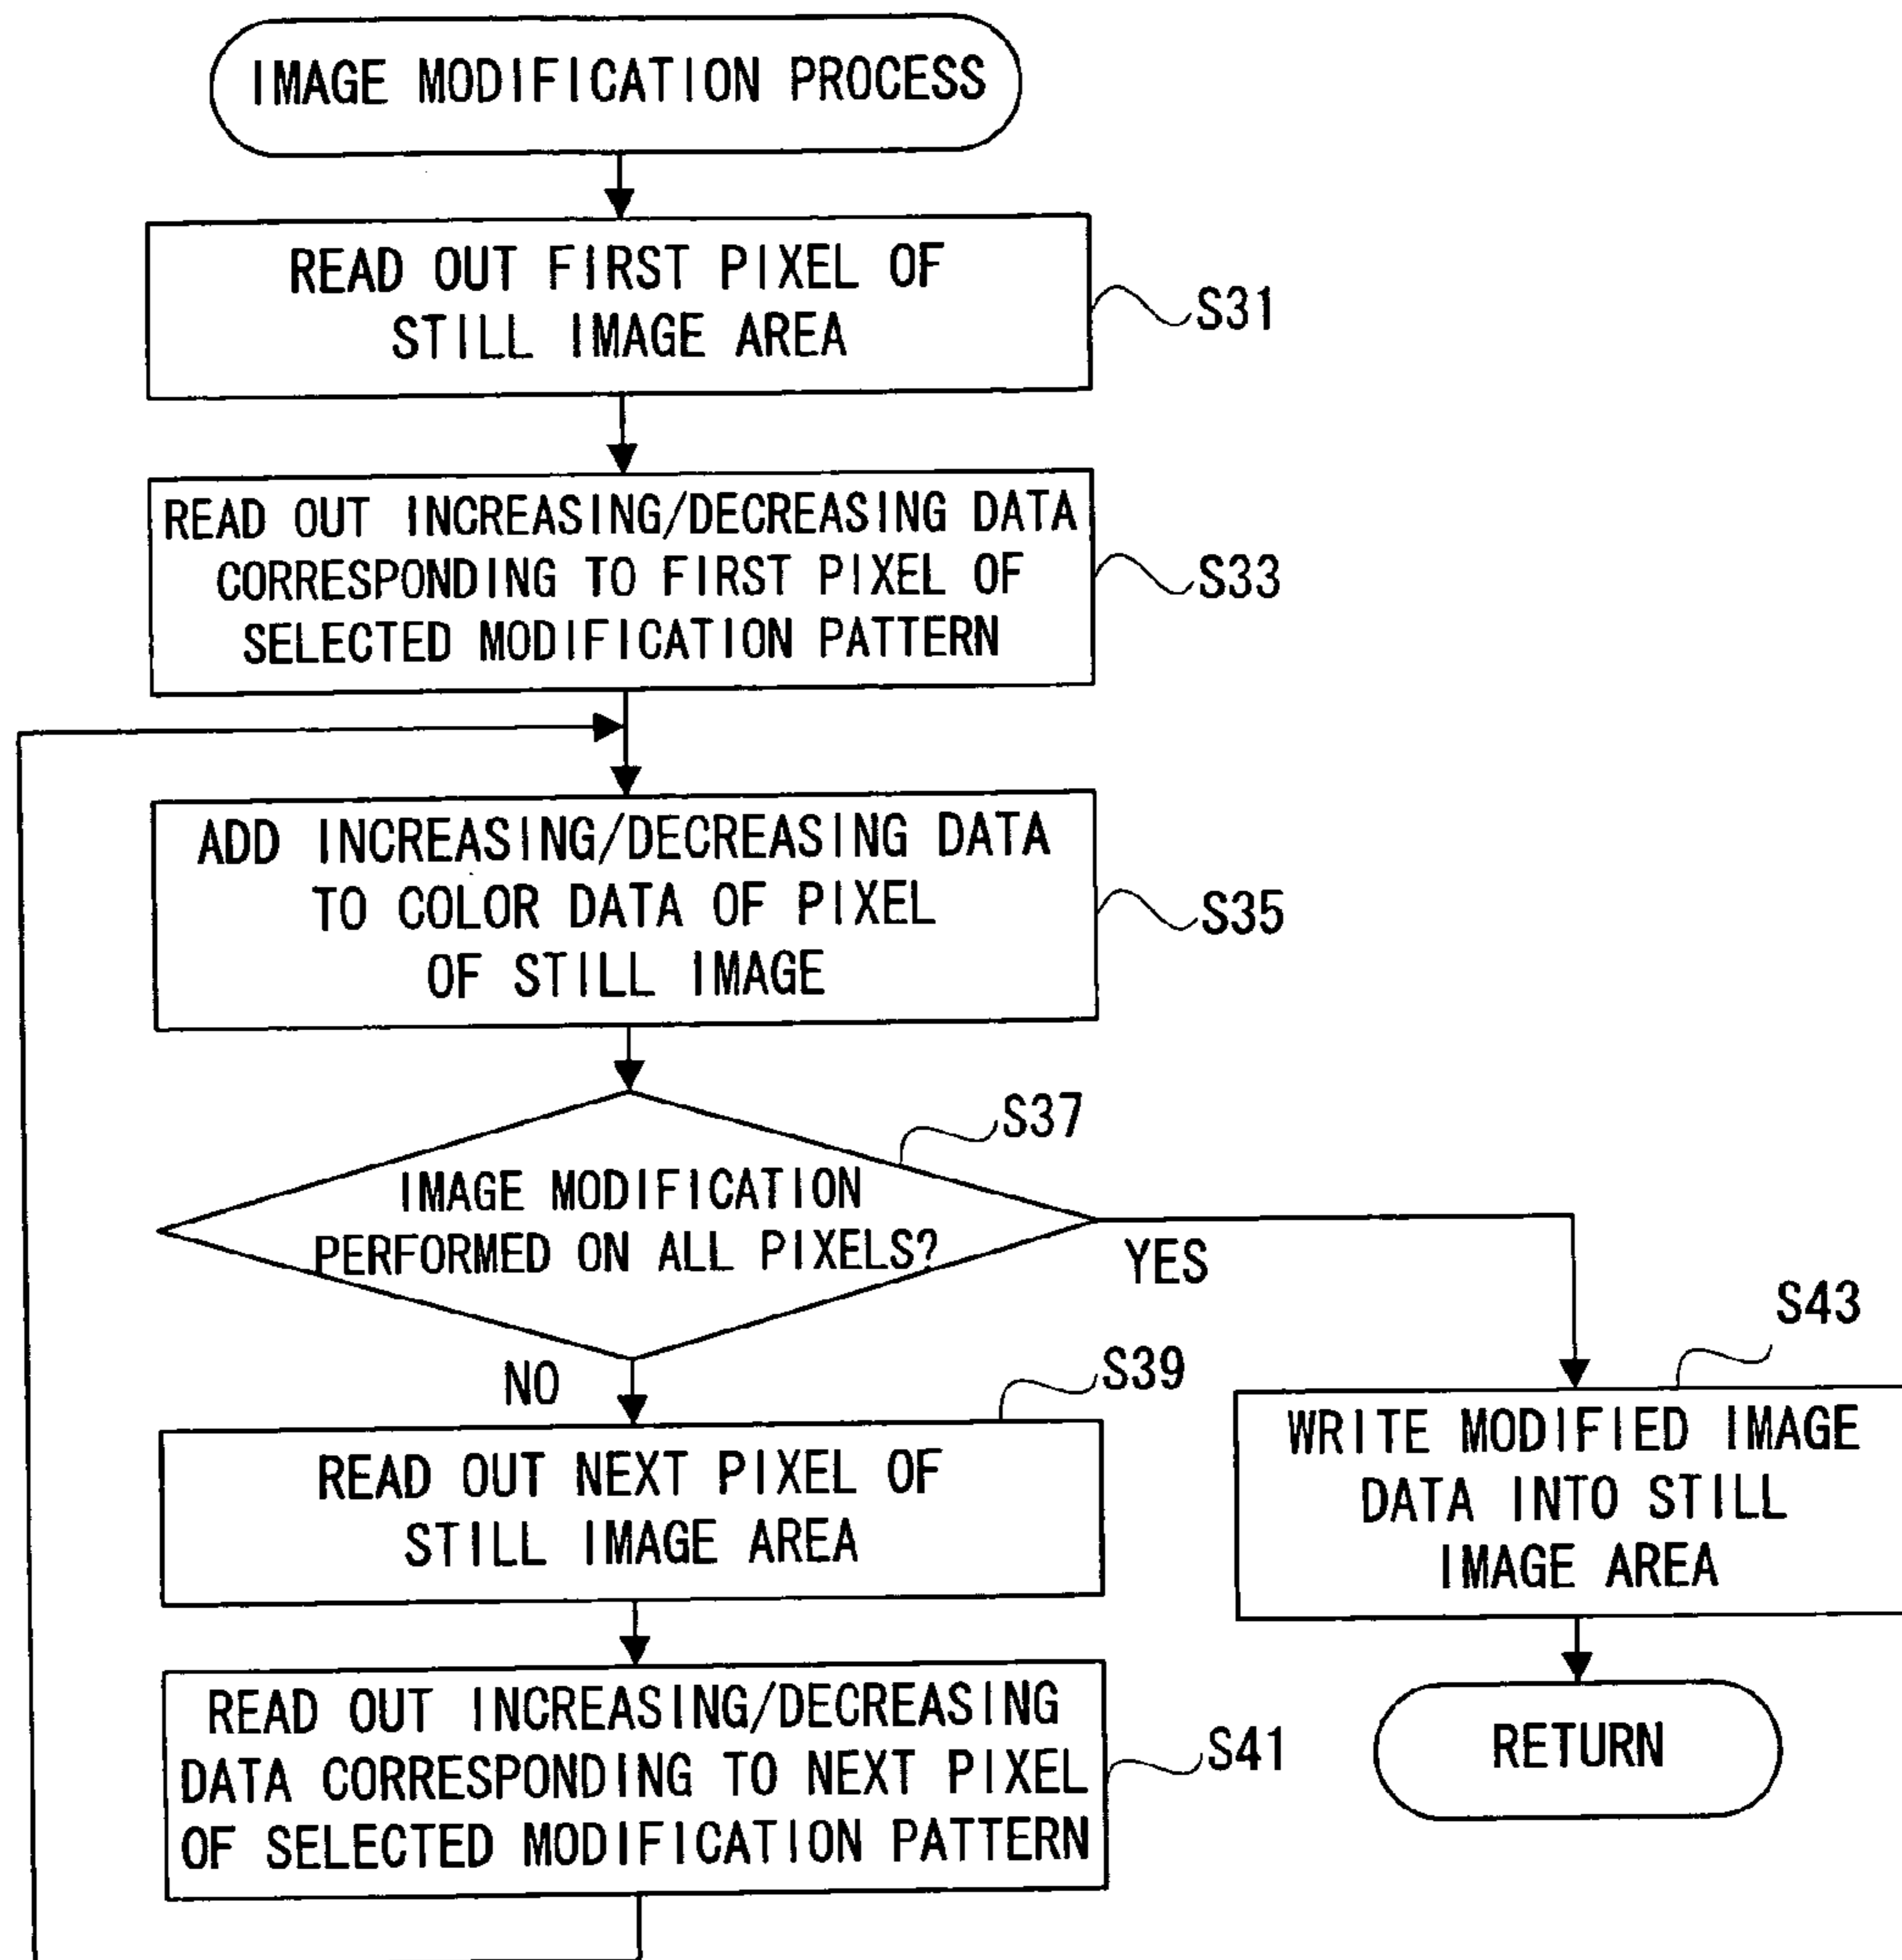 IMAGE MODIFICATION PROCESS
READ OUT FIRST PIXEL OF
STILL IMAGE AREA
S31
READ OUT INCREASING/DECREASING DATA
CORRESPONDING TO FIRST PIXEL OF
SELECTED MODIFICATION PATTERN
S33
ADD INCREASING/DECREASING DATA
TO COLOR DATA OF PIXEL
OF STILL IMAGE
S35
S37
IMAGE MODIFICATION
PERFORMED ON ALL PIXELS?
YES
NO
S39
READ OUT NEXT PIXEL OF
STILL IMAGE AREA
S43
WRITE MODIFIED IMAGE
DATA INTO STILL
IMAGE AREA
READ OUT INCREASING/DECREASING
DATA CORRESPONDING TO NEXT PIXEL
OF SELECTED MODIFICATION PATTERN
S41
RETURN